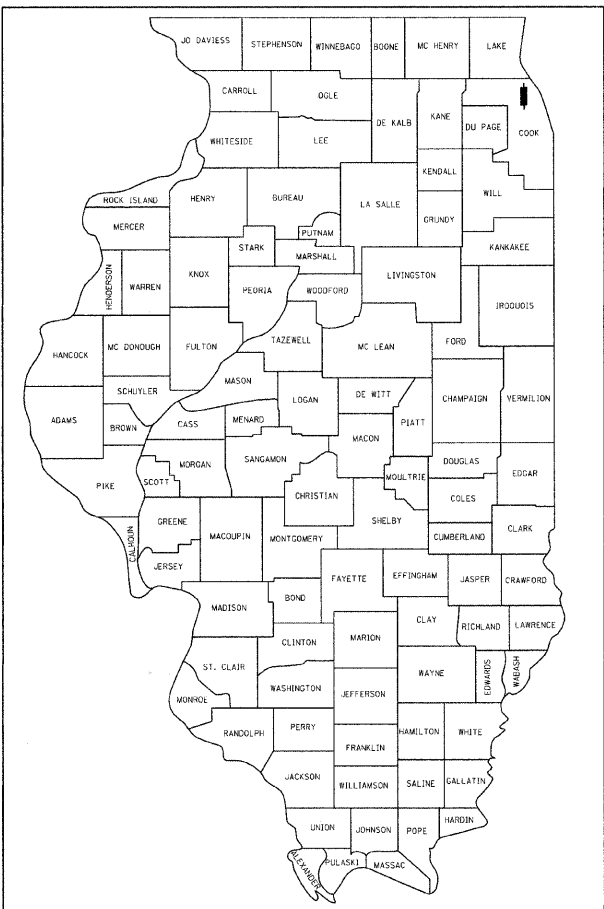 JO DAVIESS
STEPHENSON
WINNEBAGO
BOONE
MC HENRY
LAKE
CARROLL
OGLE
DE KALB
KANE
DU PAGE
COOK
WHITESIDE
LEE
KENDALL
WILL
ROCK ISLAND
HENRY
BUREAU
LA SALLE
GRUNDY
MERCER
PUTNAM
STARK
MARSHALL
KANKAKEE
HENDERSON
WARREN
KNOX
PEORIA
WOODFORD
LIVINGSTON
IROQUOIS
HANCOCK
MC DONOUGH
FULTON
TAZEWELL
MC LEAN
FORD
MASON
SCHUYLER
LOGAN
DE WITT
CHAMPAIGN
VERMILION
ADAMS
BROWN
CASS
MENARD
PIATT
MACON
MORGAN
SANGAMON
DOUGLAS
EDGAR
PIKE
SCOTT
CHRISTIAN
MOULTRIE
COLES
GREENE
MACOUPIN
SHELBY
CALHOUN
MONTGOMERY
CUMBERLAND
CLARK
JERSEY
FAYETTE
EFFINGHAM
JASPER
CRAWFORD
MADISON
BOND
CLAY
RICHLAND
LAWRENCE
CLINTON
MARION
ST. CLAIR
WAYNE
EDWARDS
WABASH
WASHINGTON
JEFFERSON
MONROE
RANDOLPH
PERRY
HAMILTON
WHITE
FRANKLIN
JACKSON
WILLIAMSON
SALINE
GALLATIN
UNION
JOHNSON
POPE
HARDIN
ALEXANDER
PULASKI
MASSAC